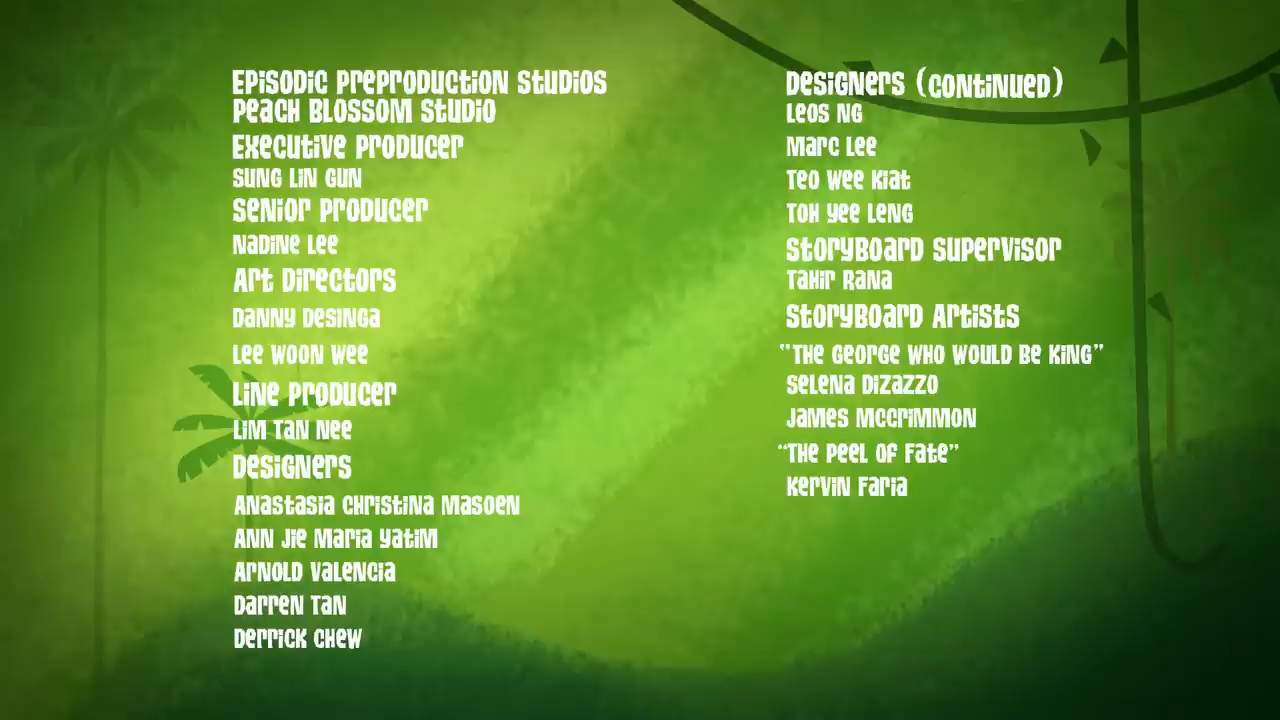 Episodic Preproduction Studios
Peach Blossom Studio
Executive Producer
Sung Lin Gun
Senior Producer
Nadine Lee
Art Directors
Danny Desinga
Lee Woon Wee
Line Producer
Lim Tan Nee
Designers
Anastasia Christina Masoen
Ann Jie Maria Yatim
Arnold Valencia
Darren Tan
Derrick Chew
Designers (continued)
Leos Ng
Marc Lee
Teo Wee Kiat
Toh Yee Leng
Storyboard Supervisor
Tahir Rana
Storyboard Artists
"The George Who Would Be King"
Selena Dizazzo
James McCrimmon
"The Peel of Fate"
Kervin Faria